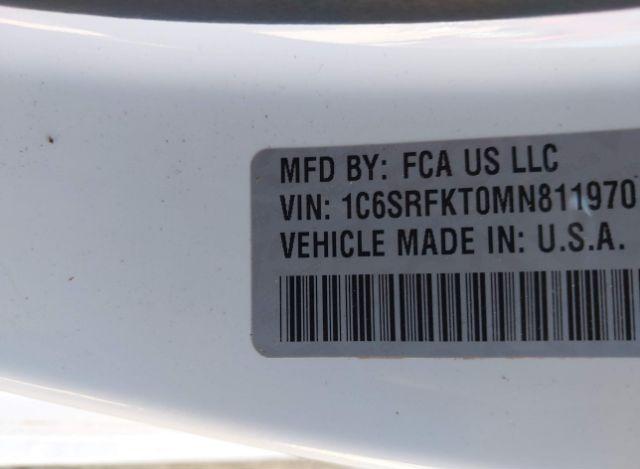 MFD BY: FCA US LLC
VIN: 1C6SRFKT0MN811970
VEHICLE MADE IN: U.S.A.